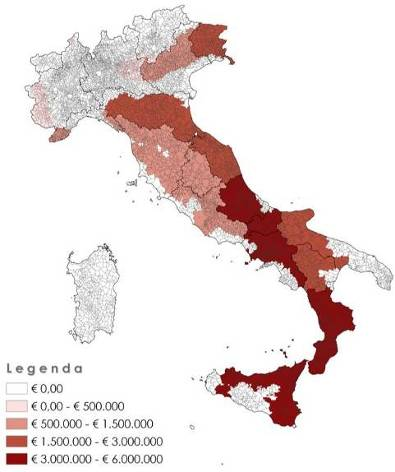 Legenda
€ 0,00
€ 0,00 - € 500.000
€ 500.000 - € 1.500.000
€ 1.500.000 - € 3.000.000
€ 3.000.000 - € 6.000.000